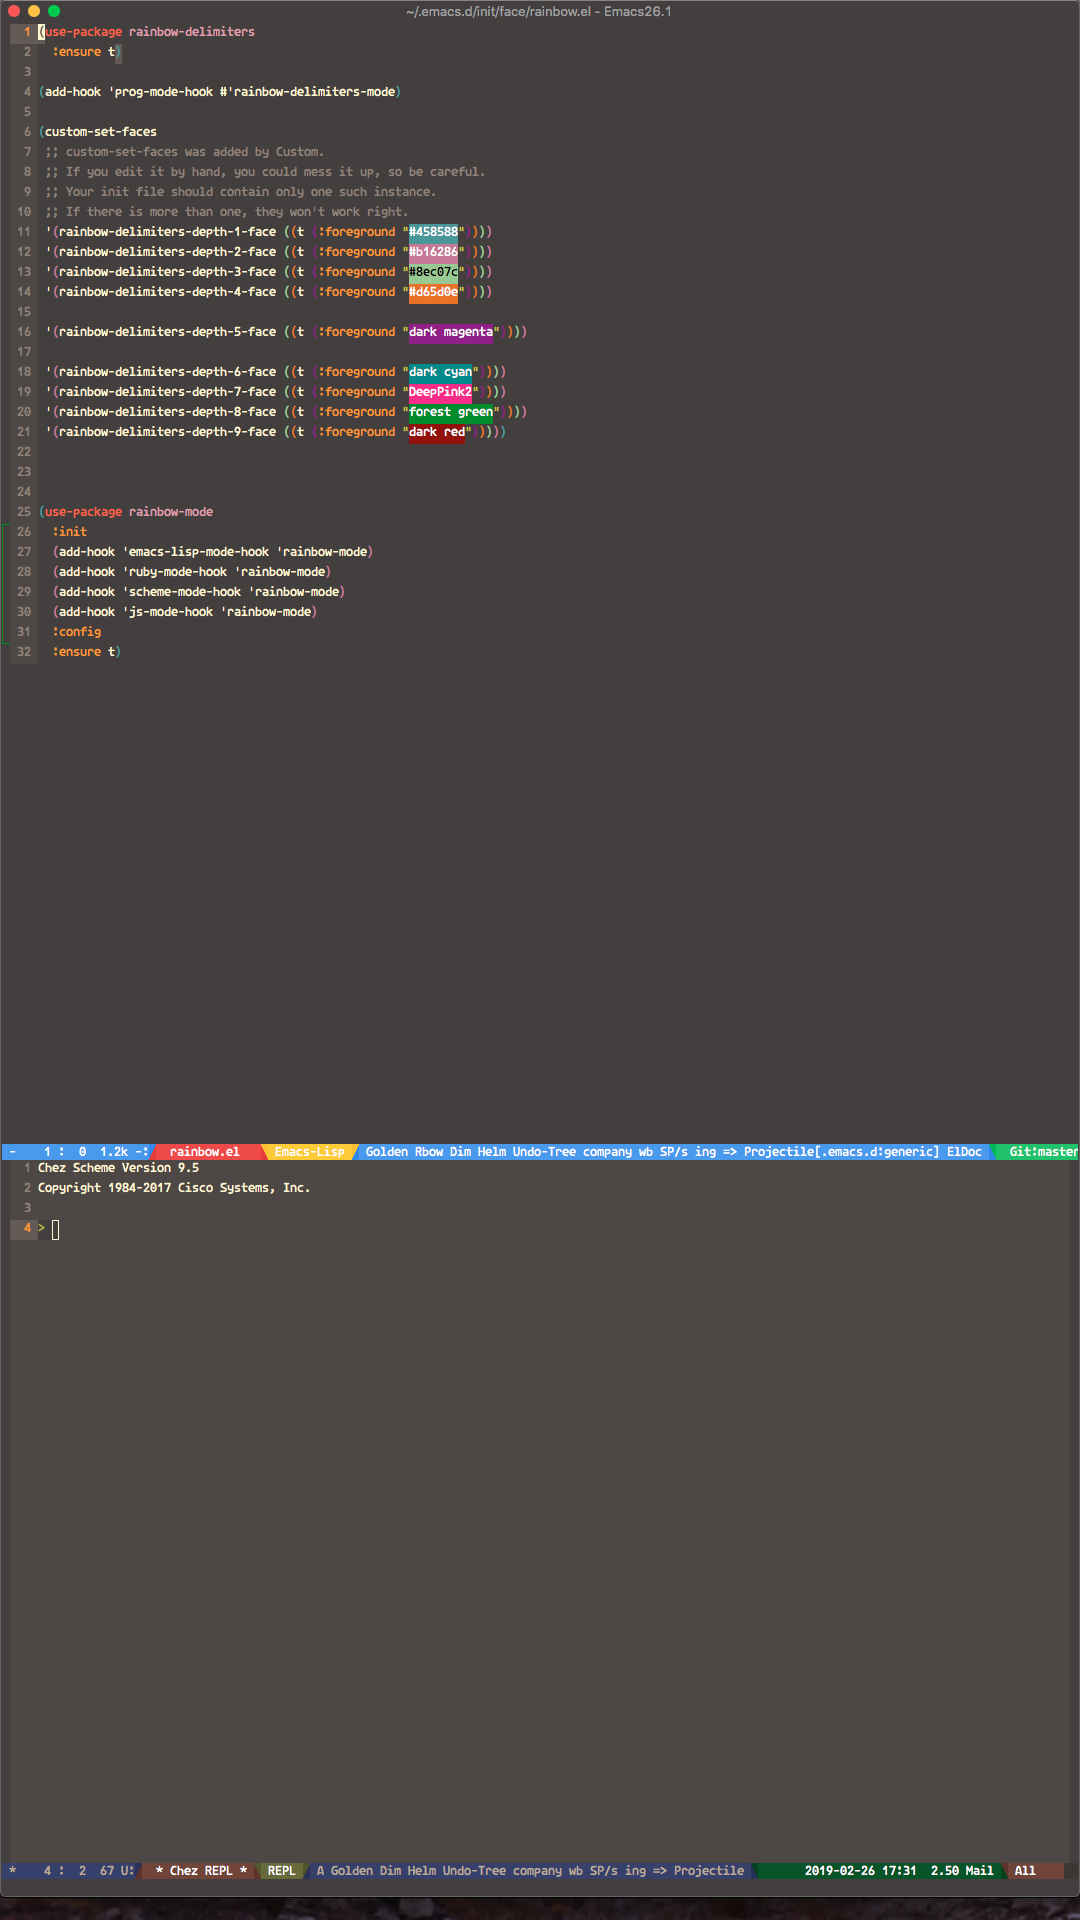 ~/.emacs.d/init/face/rainbow.el - Emacs26.1
1 (use-package rainbow-delimiters
2 :ensure t)
3
4 (add-hook 'prog-mode-hook #'rainbow-delimiters-mode)
5
6 (custom-set-faces
7 ;; custom-set-faces was added by Custom.
8 ;; If you edit it by hand, you could mess it up, so be careful.
9 ;; Your init file should contain only one such instance.
10 ;; If there is more than one, they won't work right.
11 '(rainbow-delimiters-depth-1-face ((t (:foreground "#458588"))))
12 '(rainbow-delimiters-depth-2-face ((t (:foreground "#b16286"))))
13 '(rainbow-delimiters-depth-3-face ((t (:foreground "#8ec07c"))))
14 '(rainbow-delimiters-depth-4-face ((t (:foreground "#d65d0e"))))
15
16 '(rainbow-delimiters-depth-5-face ((t (:foreground "dark magenta"))))
17
18 '(rainbow-delimiters-depth-6-face ((t (:foreground "dark cyan"))))
19 '(rainbow-delimiters-depth-7-face ((t (:foreground "DeepPink2"))))
20 '(rainbow-delimiters-depth-8-face ((t (:foreground "forest green"))))
21 '(rainbow-delimiters-depth-9-face ((t (:foreground "dark red")))))
22
23
24
25 (use-package rainbow-mode
26 :init
27 (add-hook 'emacs-lisp-mode-hook 'rainbow-mode)
28 (add-hook 'ruby-mode-hook 'rainbow-mode)
29 (add-hook 'scheme-mode-hook 'rainbow-mode)
30 (add-hook 'js-mode-hook 'rainbow-mode)
31 :config
32 :ensure t)
- 1 : 0 1.2k -: rainbow.el Emacs-Lisp Golden Rbow Dim Helm Undo-Tree company wb SP/s ing => Projectile[.emacs.d:generic] ElDoc Git:master
1 Chez Scheme Version 9.5
2 Copyright 1984-2017 Cisco Systems, Inc.
3
4 >
* 4 : 2 67 U: * Chez REPL * REPL A Golden Dim Helm Undo-Tree company wb SP/s ing => Projectile 2019-02-26 17:31 2.50 Mail All